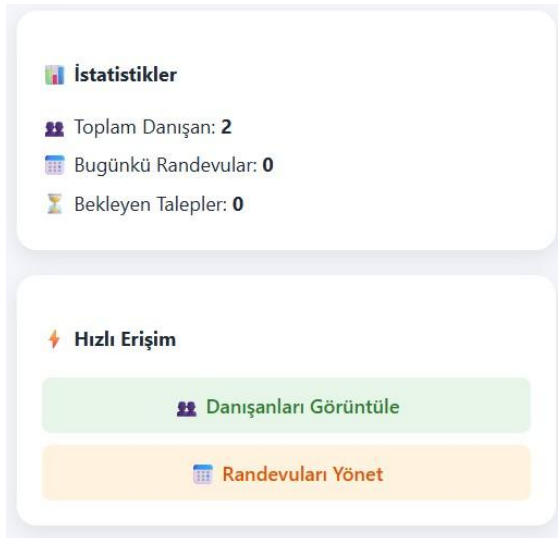 İstatistikler
Toplam Danışan: 2
Bugünkü Randevular: 0
Bekleyen Talepler: 0
Hızlı Erişim
Danışanları Görüntüle
Randevuları Yönet